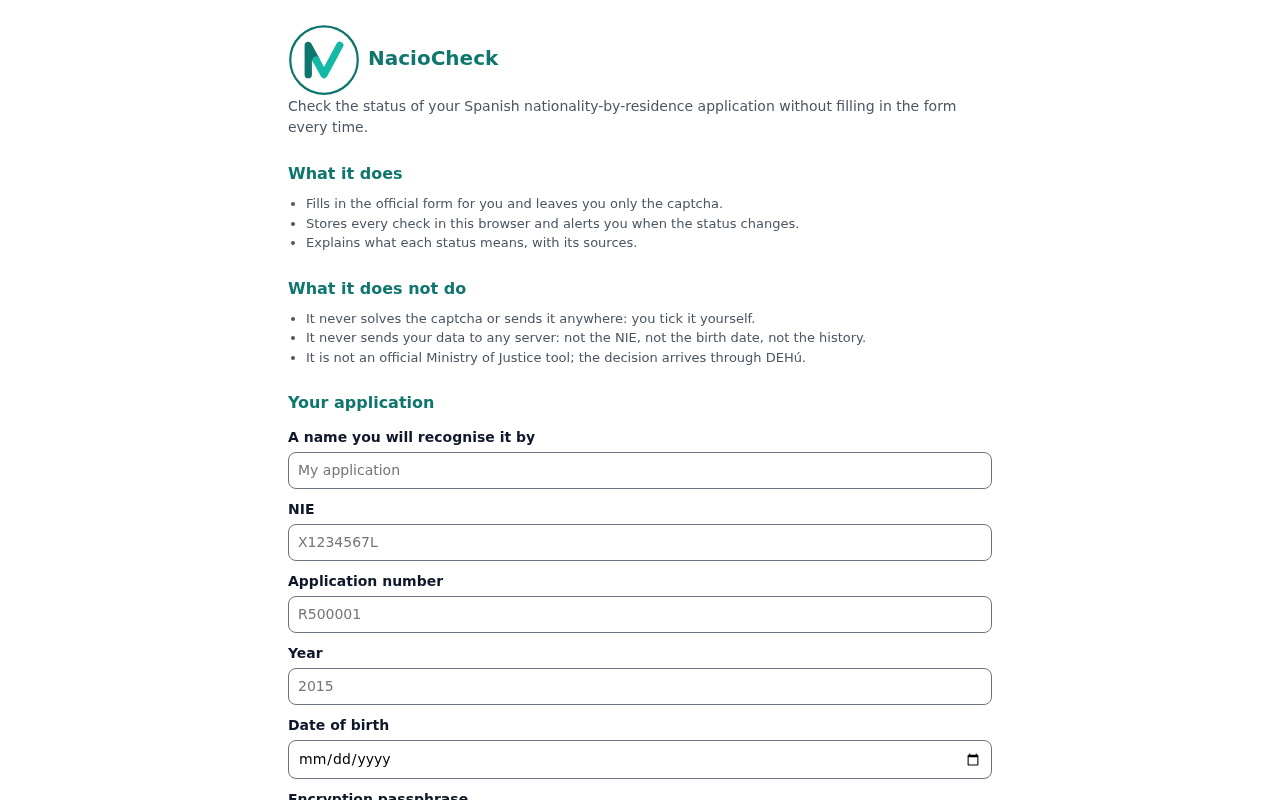 NacioCheck
Check the status of your Spanish nationality-by-residence application without filling in the form
every time.
What it does
• Fills in the official form for you and leaves you only the captcha.
• Stores every check in this browser and alerts you when the status changes.
• Explains what each status means, with its sources.
What it does not do
• It never solves the captcha or sends it anywhere: you tick it yourself.
• It never sends your data to any server: not the NIE, not the birth date, not the history.
• It is not an official Ministry of Justice tool; the decision arrives through DEHú.
Your application
A name you will recognise it by
My application
NIE
X1234567L
Application number
R500001
Year
2015
Date of birth
mm/dd/yyyy
Encryption passphrase